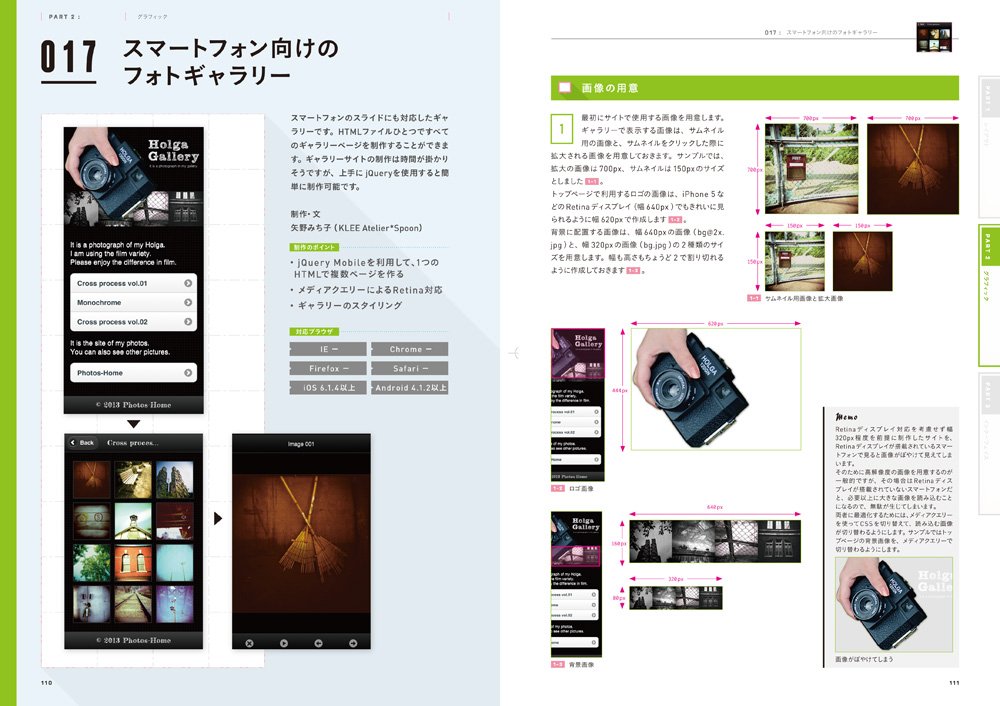 PART 2 :
グラフィック
017
スマートフォン向けの
フォトギャラリー
スマートフォンのスライドにも対応したギャ
ラリーです。HTMLファイルひとつですべて
のギャラリーページを制作することができま
す。ギャラリーサイトの制作は時間が掛かり
そうですが、上手にjQueryを使用すると簡
単に制作可能です。
制作・文
矢野みち子(KLEE Atelier*Spoon)
制作のポイント
・jQuery Mobileを利用して、1つの
HTMLで複数ページを作る
・メディアクエリーによるRetina対応
・ギャラリーのスタイリング
対応ブラウザ
IE ー
Chrome ー
Firefox ー
Safari ー
iOS 6.1.4以上
Android 4.1.2以上
Holga
Gallery
It is a photograph in my gallery
It is a photograph of my Holga.
I am using the film variety.
Please enjoy the difference in film.
Cross process vol.01
Monochrome
Cross process vol.02
It is the site of my photos.
You can also see other pictures.
Photos-Home
© 2013 Photos-Home
Back
Cross proces...
© 2013 Photos-Home
Image 001
110
017 : スマートフォン向けのフォトギャラリー
画像の用意
1
最初にサイトで使用する画像を用意します。
ギャラリーで表示する画像は、サムネイル
用の画像と、サムネイルをクリックした際に
拡大される画像を用意しておきます。サンプルでは、
拡大の画像は700px、サムネイルは150pxのサイズ
としました 1-1 。
トップページで利用するロゴの画像は、iPhone 5な
どのRetinaディスプレイ(幅640px)でもきれいに見
られるように幅620pxで作成します 1-2 。
背景に配置する画像は、幅640pxの画像(bg@2x.
jpg)と、幅320pxの画像(bg.jpg)の2種類のサイ
ズを用意します。幅も高さもちょうど2で割り切れる
ように作成しておきます 1-3 。
700px
700px
700px
150px
150px
150px
1-1 サムネイル用画像と拡大画像
Holga
Gallery
620px
444px
HOLGA
1-2 ロゴ画像
Holga
Gallery
640px
160px
320px
80px
1-3 背景画像
Memo
Retinaディスプレイ対応を考慮せず幅
320px程度を前提に制作したサイトを、
Retinaディスプレイが搭載されているスマー
トフォンで見ると画像がぼやけて見えてしま
います。
そのために高解像度の画像を用意するのが
一般的ですが、その場合はRetinaディス
プレイが搭載されていないスマートフォンだ
と、必要以上に大きな画像を読み込むこと
になるので、無駄が生じてしまいます。
両者に最適化するためには、メディアクエリー
を使ってCSSを切り替えて、読み込む画像
が切り替わるようにします。サンプルではトッ
プページの背景画像を、メディアクエリーで
切り替わるようにします。
HOLGA
Holg
Galle
画像がぼやけてしまう
PART 1
PART 2
グラフィック
PART 3
111